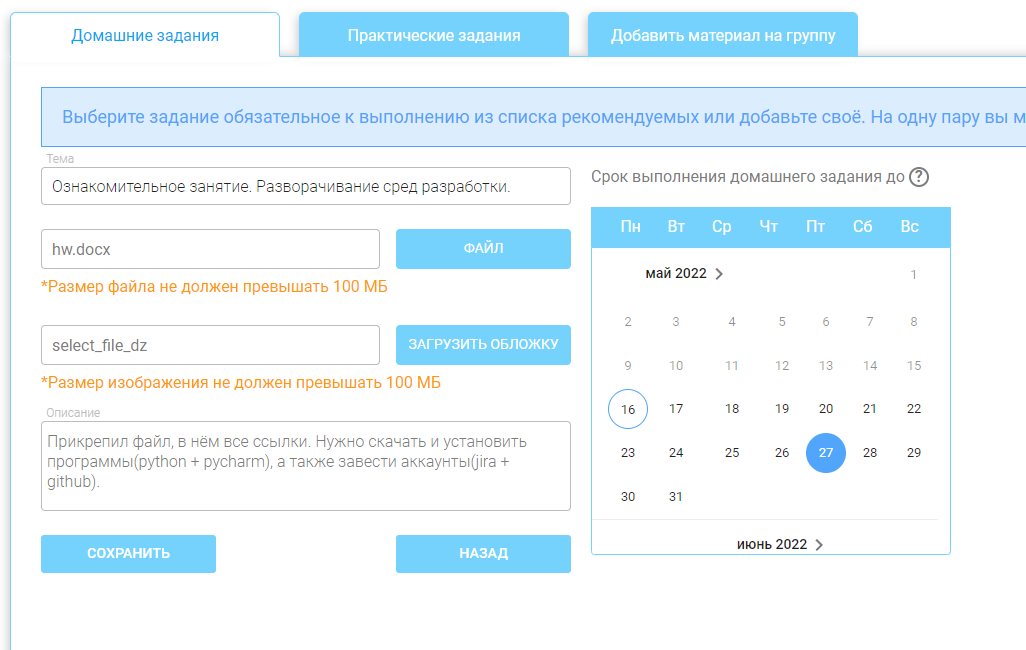 Домашние задания
Практические задания
Добавить материал на группу
Выберите задание обязательное к выполнению из списка рекомендуемых или добавьте своё. На одну пару вы м
Тема
Ознакомительное занятие. Разворачивание сред разработки.
hw.docx
ФАЙЛ
*Размер файла не должен превышать 100 МБ
select_file_dz
ЗАГРУЗИТЬ ОБЛОЖКУ
*Размер изображения не должен превышать 100 МБ
Описание
Прикрепил файл, в нём все ссылки. Нужно скачать и установить
программы(python + pycharm), а также завести аккаунты(jira +
github).
СОХРАНИТЬ
НАЗАД
Срок выполнения домашнего задания до ?
Пн Вт Ср Чт Пт Сб Вс
май 2022 1
2 3 4 5 6 7 8
9 10 11 12 13 14 15
16 17 18 19 20 21 22
23 24 25 26 27 28 29
30 31
июнь 2022